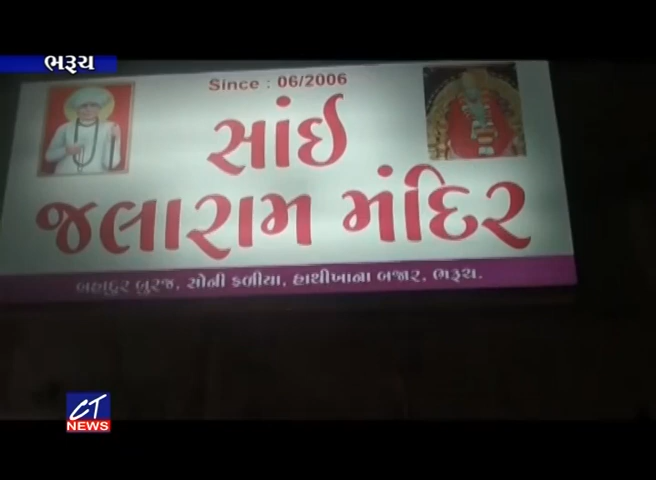 ભરૂચ
Since : 06/2006
સાંઈ
જલારામ મંદિર
બહાદુર બુરજ, સોની ફળીયા, હાથીખાના બજાર, ભરૂચ.
CT
NEWS